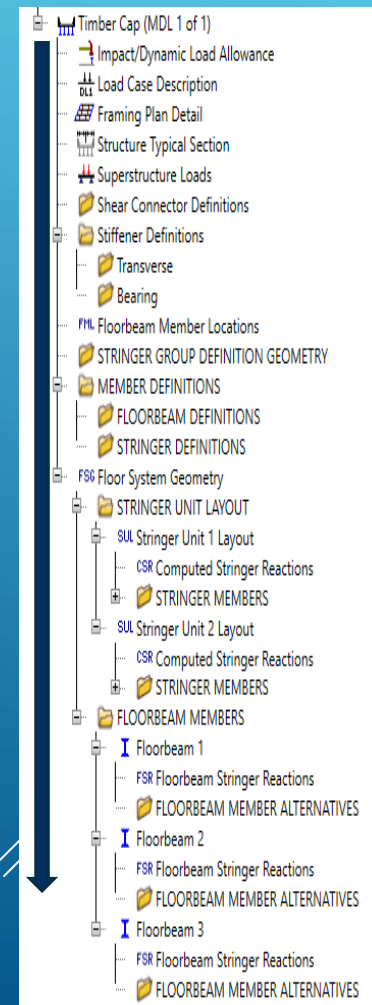 Timber Cap (MDL 1 of 1)
Impact/Dynamic Load Allowance
DL1 Load Case Description
Framing Plan Detail
Structure Typical Section
Superstructure Loads
Shear Connector Definitions
Stiffener Definitions
Transverse
Bearing
FML Floorbeam Member Locations
STRINGER GROUP DEFINITION GEOMETRY
MEMBER DEFINITIONS
FLOORBEAM DEFINITIONS
STRINGER DEFINITIONS
FSG Floor System Geometry
STRINGER UNIT LAYOUT
SUL Stringer Unit 1 Layout
CSR Computed Stringer Reactions
STRINGER MEMBERS
SUL Stringer Unit 2 Layout
CSR Computed Stringer Reactions
STRINGER MEMBERS
FLOORBEAM MEMBERS
Floorbeam 1
FSR Floorbeam Stringer Reactions
FLOORBEAM MEMBER ALTERNATIVES
Floorbeam 2
FSR Floorbeam Stringer Reactions
FLOORBEAM MEMBER ALTERNATIVES
Floorbeam 3
FSR Floorbeam Stringer Reactions
FLOORBEAM MEMBER ALTERNATIVES